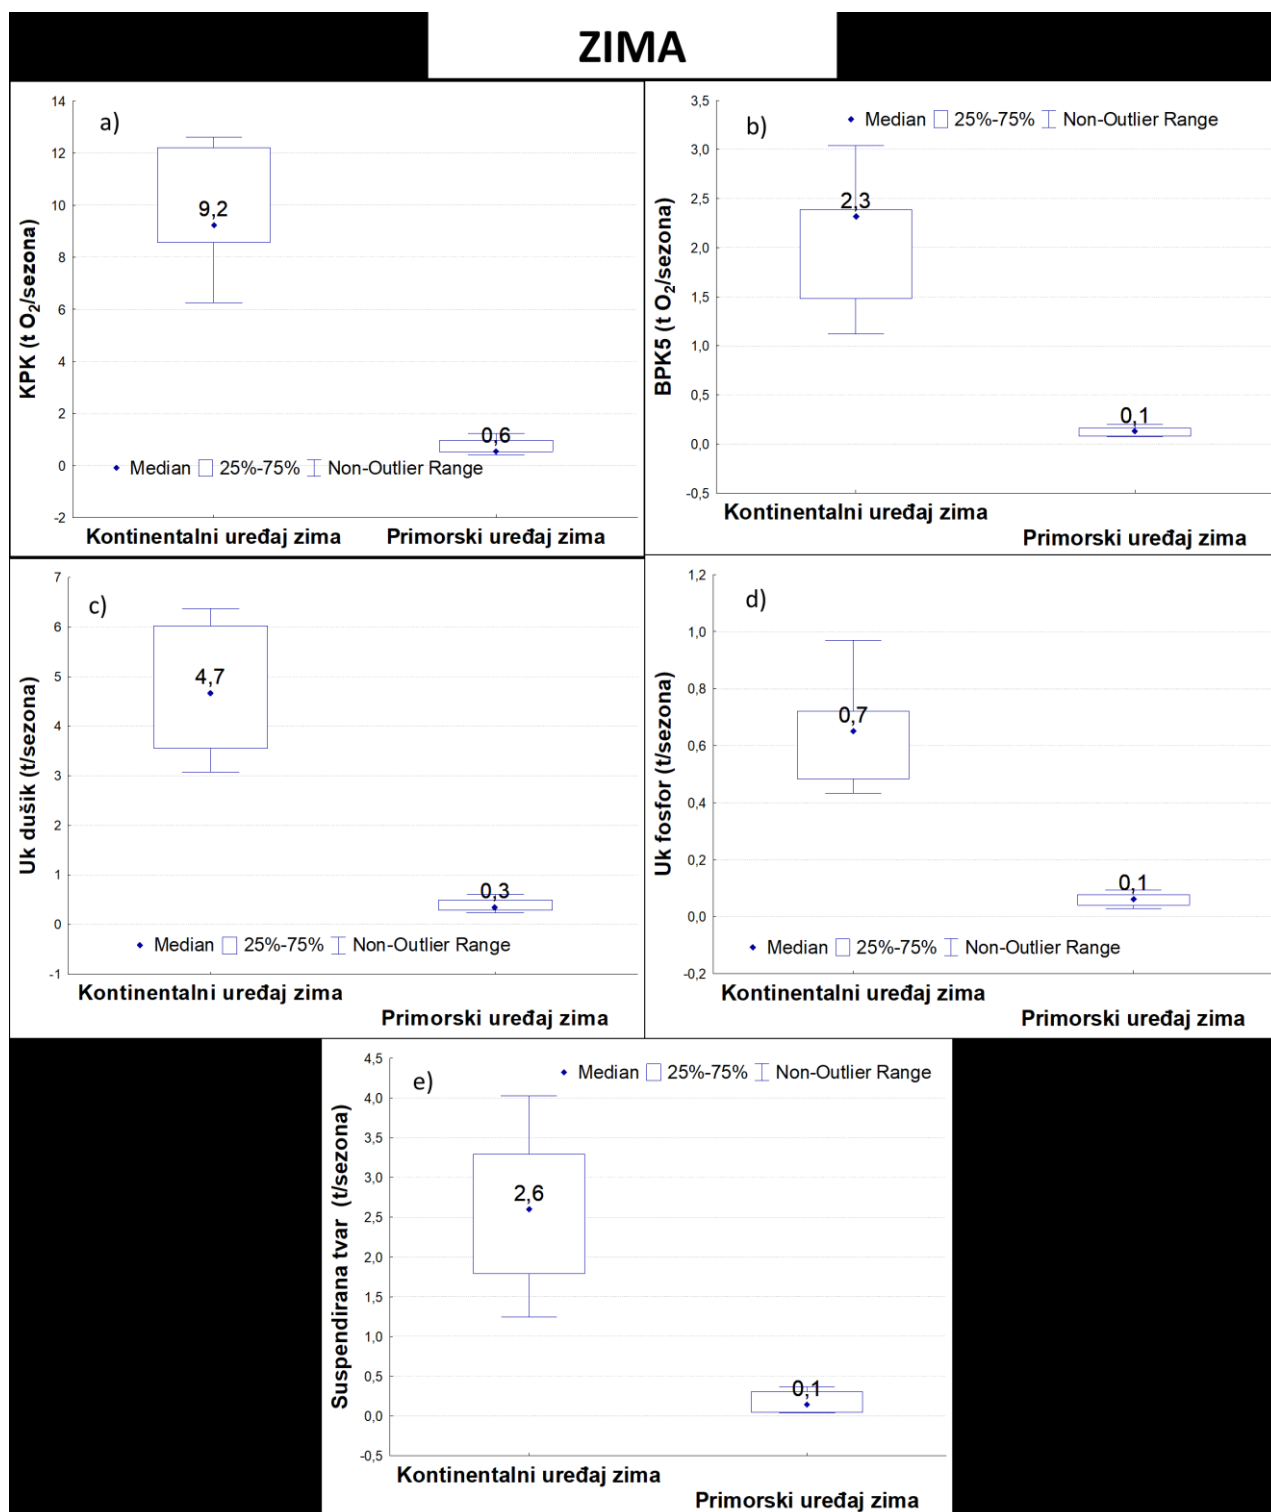 ZIMA
a)
KPK (t O₂/sezona)
14
12
10
8
6
4
2
0
-2
9,2
0,6
Median 25%-75% Non-Outlier Range
Kontinentalni uređaj zima Primorski uređaj zima
b)
BPK5 (t O₂/sezona)
Median 25%-75% Non-Outlier Range
3,5
3,0
2,5
2,0
1,5
1,0
0,5
0,0
-0,5
2,3
0,1
Kontinentalni uređaj zima
Primorski uređaj zima
c)
Uk dušik (t/sezona)
7
6
5
4
3
2
1
0
-1
4,7
0,3
Median 25%-75% Non-Outlier Range
Kontinentalni uređaj zima
Primorski uređaj zima
d)
Uk fosfor (t/sezona)
1,2
1,0
0,8
0,6
0,4
0,2
0,0
-0,2
0,7
0,1
Median 25%-75% Non-Outlier Range
Kontinentalni uređaj zima
Primorski uređaj zima
e)
Suspendirana tvar (t/sezona)
Median 25%-75% Non-Outlier Range
4,5
4,0
3,5
3,0
2,5
2,0
1,5
1,0
0,5
0,0
-0,5
2,6
0,1
Kontinentalni uređaj zima
Primorski uređaj zima